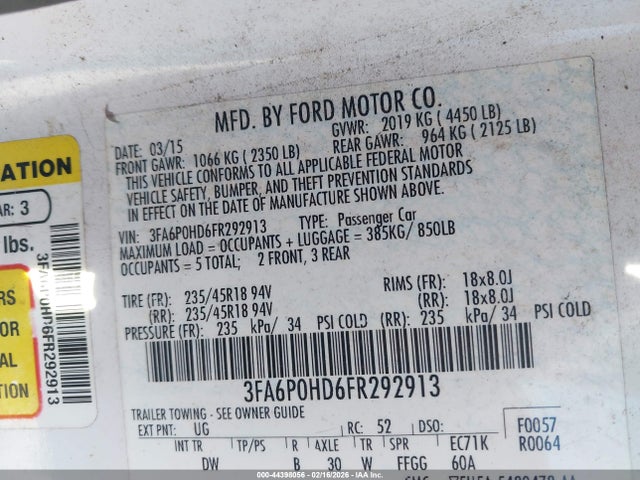 MFD. BY FORD MOTOR CO.
DATE: 03/15
GVWR: 2019 KG ( 4450 LB)
FRONT GAWR: 1066 KG ( 2350 LB)
REAR GAWR: 964 KG ( 2125 LB)
THIS VEHICLE CONFORMS TO ALL APPLICABLE FEDERAL MOTOR
VEHICLE SAFETY, BUMPER, AND THEFT PREVENTION STANDARDS
IN EFFECT ON THE DATE OF MANUFACTURE SHOWN ABOVE.
VIN: 3FA6P0HD6FR292913 TYPE: Passenger Car
MAXIMUM LOAD = OCCUPANTS + LUGGAGE = 385KG/ 850LB
OCCUPANTS = 5 TOTAL; 2 FRONT, 3 REAR
TIRE (FR): 235/45R18 94V RIMS (FR): 18x8.0J
(RR): 235/45R18 94V (RR): 18x8.0J
PRESSURE (FR): 235 kPa/ 34 PSI COLD (RR): 235 kPa/ 34 PSI COLD
3FA6P0HD6FR292913
TRAILER TOWING - SEE OWNER GUIDE
EXT PNT: UG RC: 52 DSO: F0057
R0064
INT TR TP/PS R AXLE TR SPR EC71K
DW B 30 W FFGG 60A
ATION
AR: 3
lbs.
RS
OR
AL
TION
3FA6P0HD6FR292913
000-44398056 - 02/16/2026 - IAAI Holdings, LLC